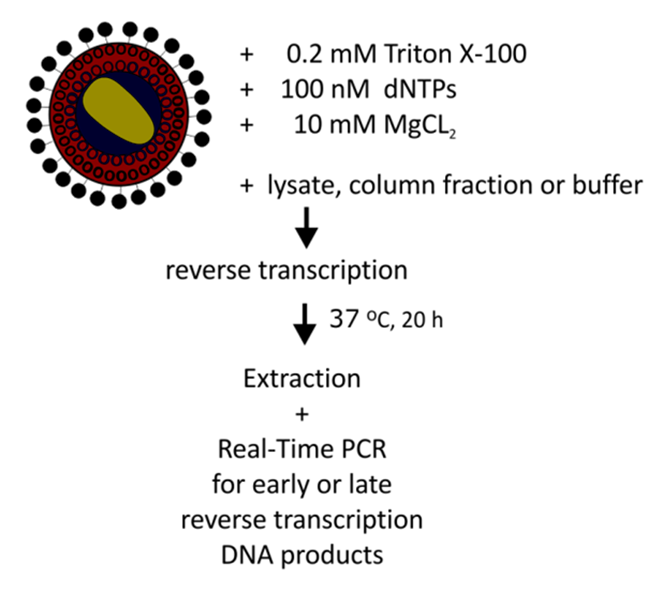 + 0.2 mM Triton X-100
+ 100 nM dNTPs
+ 10 mM MgCL₂
+ lysate, column fraction or buffer
reverse transcription
37 ºC, 20 h
Extraction
+
Real-Time PCR
for early or late
reverse transcription
DNA products